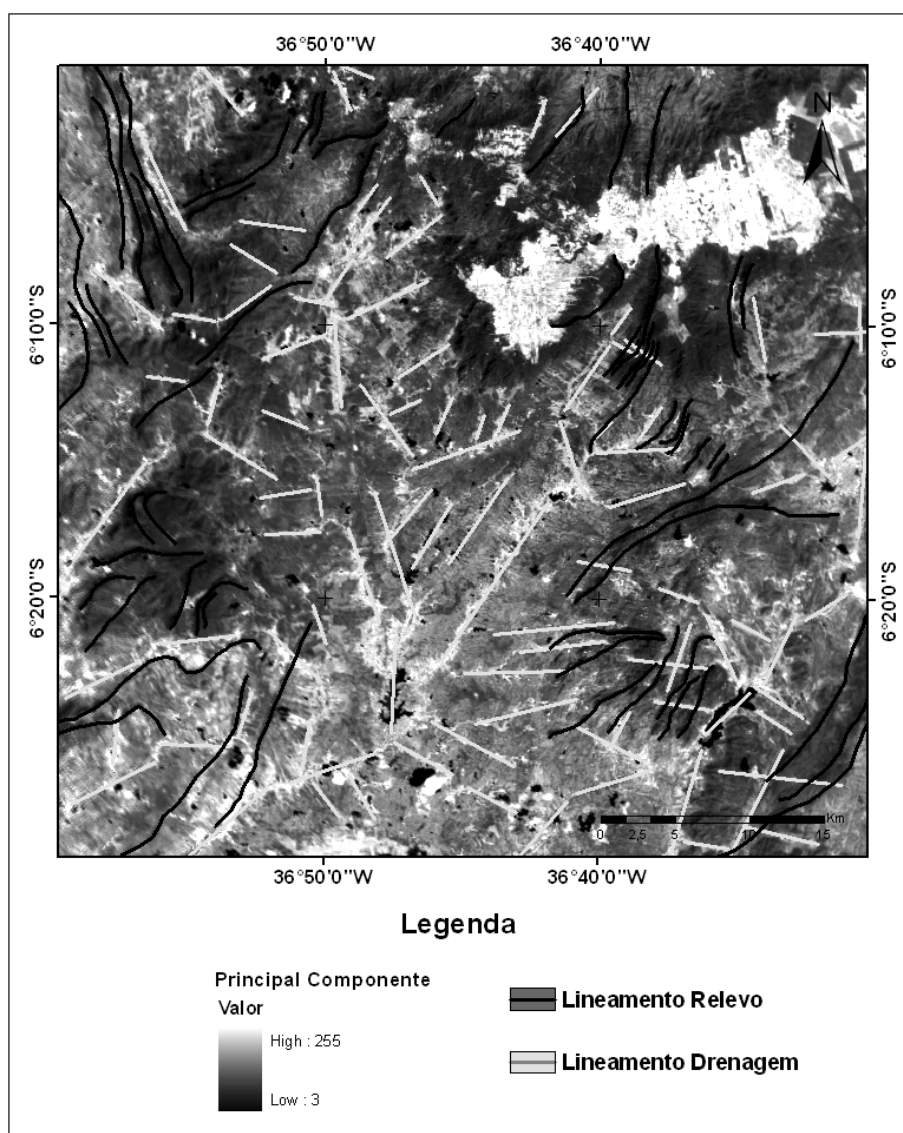 36°50'0"W 36°40'0"W
N
6°10'0"S 6°10'0"S
6°20'0"S 6°20'0"S
Km
0 2,5 5 10 15
36°50'0"W 36°40'0"W
Legenda
Principal Componente
Valor
High : 255
Low : 3
Lineamento Relevo
Lineamento Drenagem